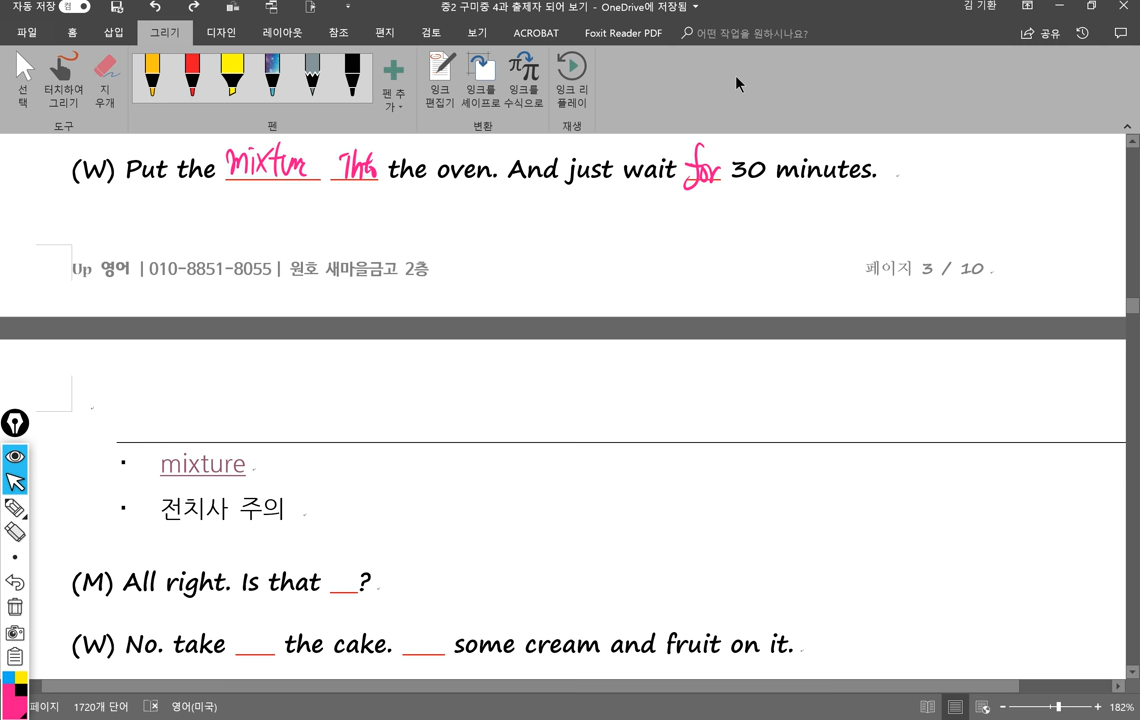 자동 저장 켬 중2 구미중 4과 출제자 되어 보기 - OneDrive에 저장됨 김 기환
파일 홈 삽입 그리기 디자인 레이아웃 참조 편지 검토 보기 ACROBAT Foxit Reader PDF 어떤 작업을 원하시나요? 공유
선택 터치하여 그리기 지우개 펜 추가 잉크 편집기 잉크를 셰이프로 잉크를 수식으로 잉크 리플레이
도구 펜 변환 재생
(W) Put the mixture into the oven. And just wait for 30 minutes.
Up 영어 | 010-8851-8055 | 원호 새마을금고 2층 페이지 3 / 10
· mixture
· 전치사 주의
(M) All right. Is that __?
(W) No. take ___ the cake. ___ some cream and fruit on it.
페이지 1720개 단어 영어(미국) 182%